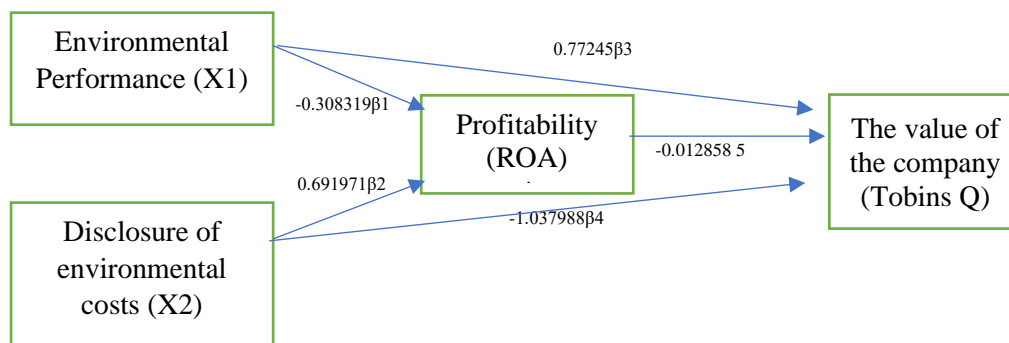 Environmental
Performance (X1)
0.77245β3
-0.308319β1
Profitability
(ROA)
-0.012858 5
The value of
the company
(Tobins Q)
0.691971β2
-1.037988β4
Disclosure of
environmental
costs (X2)